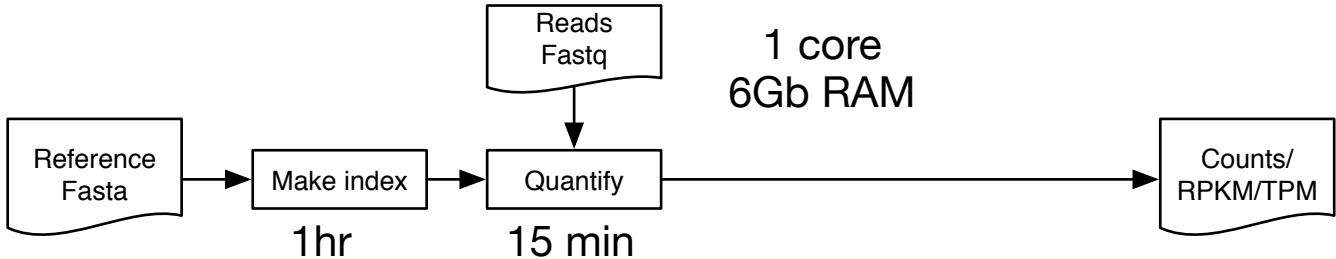 Reads
Fastq
1 core
6Gb RAM
Reference
Fasta
Make index
Quantify
Counts/
RPKM/TPM
1hr
15 min